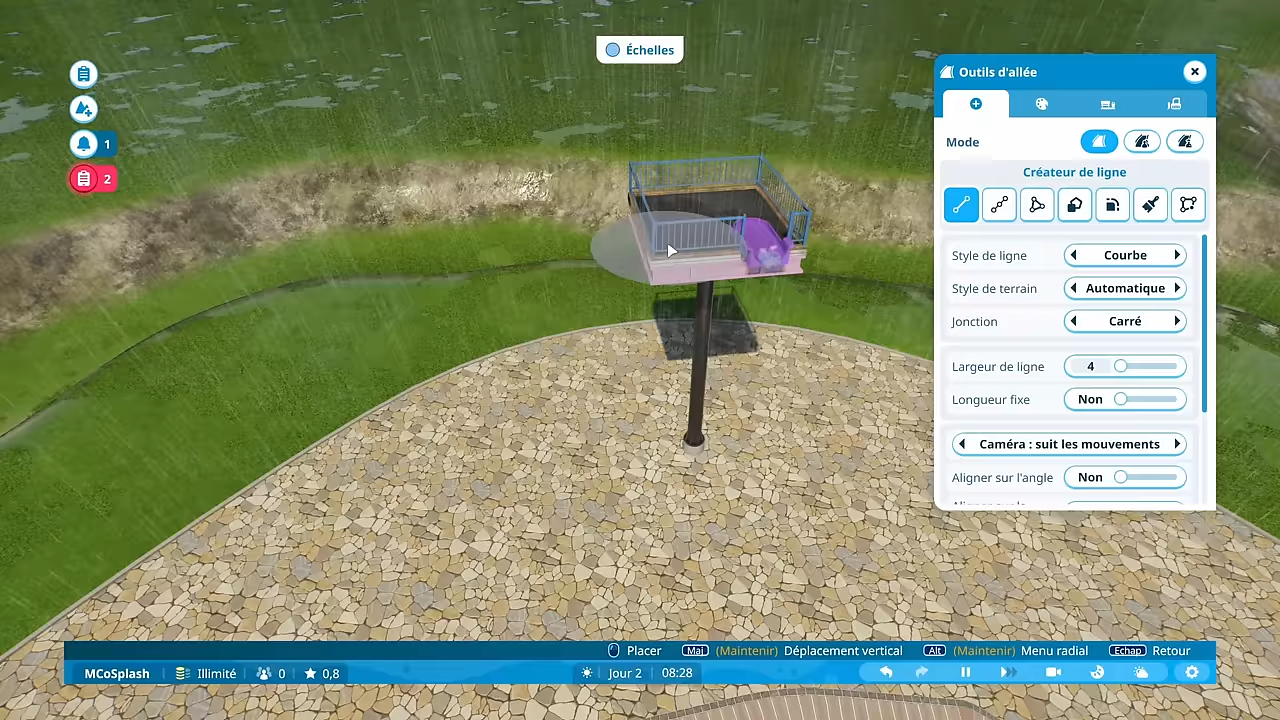 Échelles
Outils d'allée
1
2
Mode
Créateur de ligne
Style de ligne
Courbe
Style de terrain
Automatique
Jonction
Carré
Largeur de ligne
4
Longueur fixe
Non
Caméra : suit les mouvements
Aligner sur l'angle
Non
Placer
Maj (Maintenir) Déplacement vertical
Alt (Maintenir) Menu radial
Echap Retour
MCoSplash
Illimité
0
0,8
Jour 2
08:28